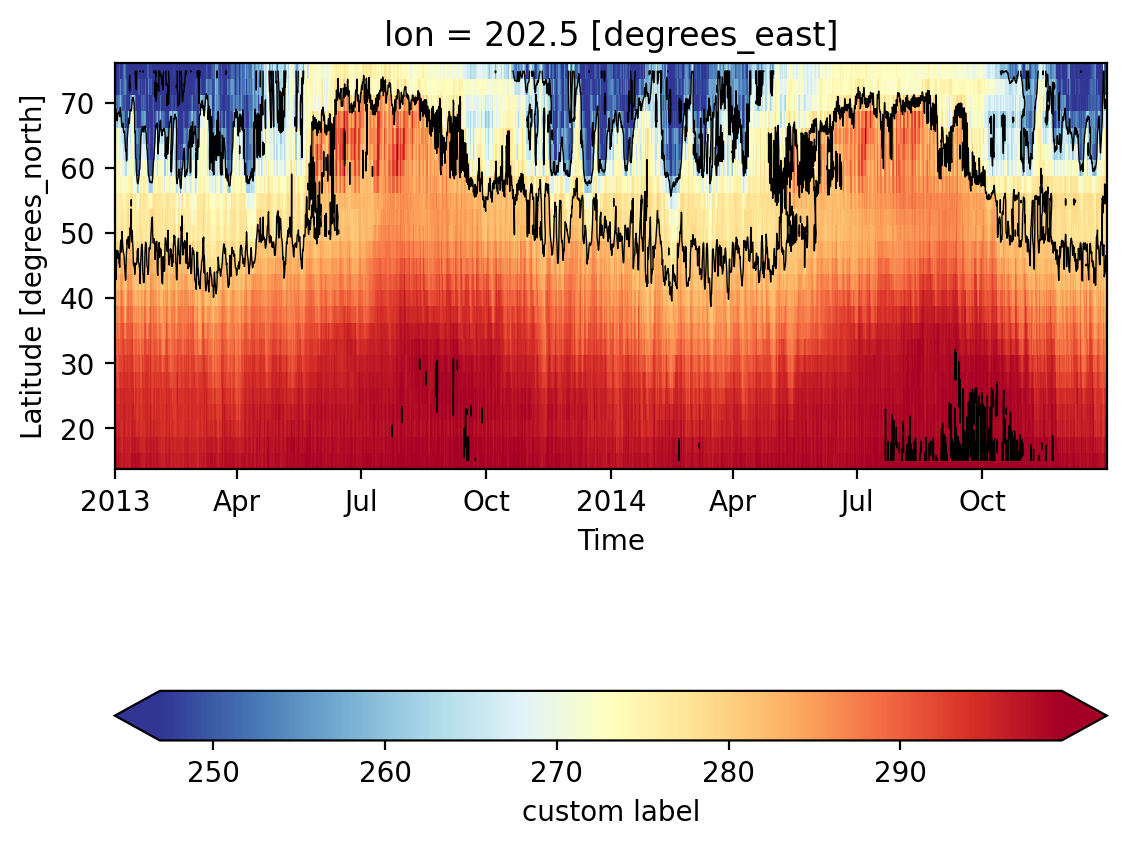 lon = 202.5 [degrees_east]
Latitude [degrees_north]
70
60
50
40
30
20
2013 Apr Jul Oct 2014 Apr Jul Oct
Time
250 260 270 280 290
custom label